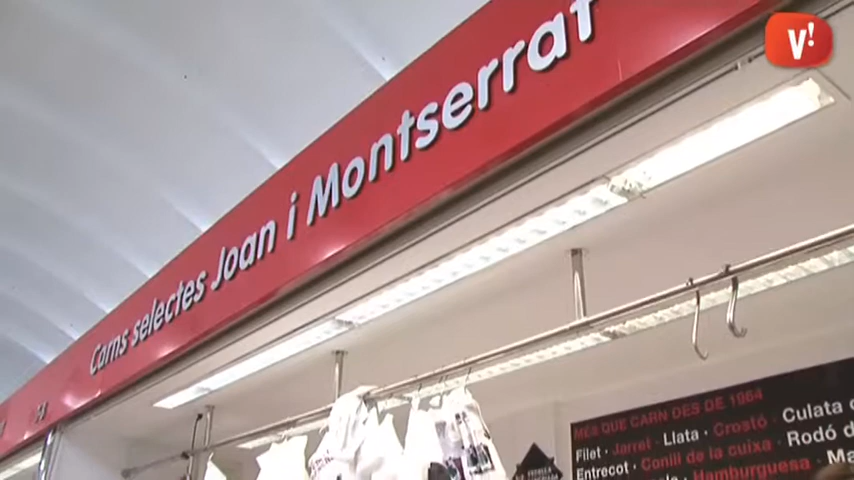 V!
Carns selectes Joan i Montserrat
MÉS QUE CARN DES DE 1964
Filet · Jarret · Llata · Crostó · Culata
Entrecot · Conill de la cuixa · Rodó
Hamburguesa